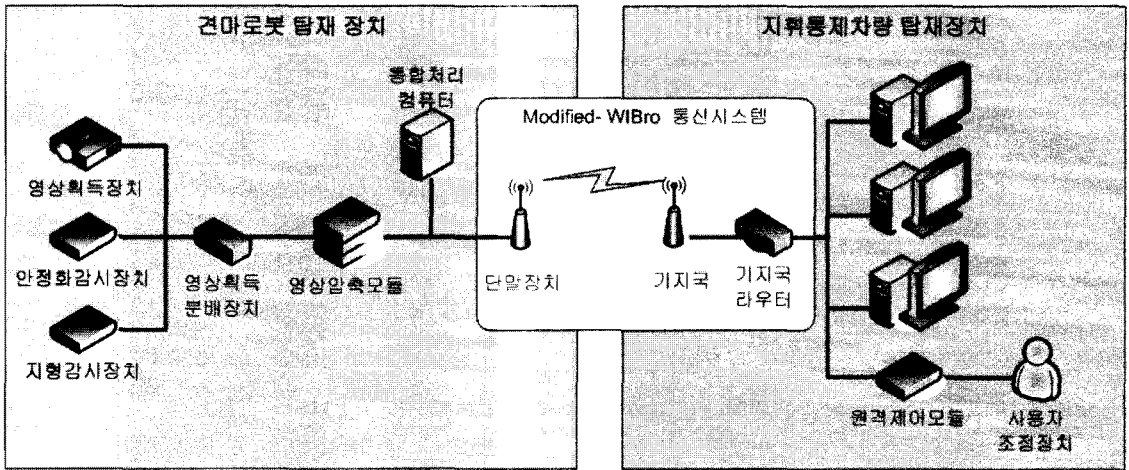 견마로봇 탑재 장치
지휘통제차량 탑재장치
통합처리
컴퓨터
Modified- WIBro 통신시스템
영상획득장치
안정화감시장치
영상획득
분배장치
영상압축모듈
단말장치
기지국
기지국
라우터
지형감시장치
원격제어모듈
사용자
조정장치